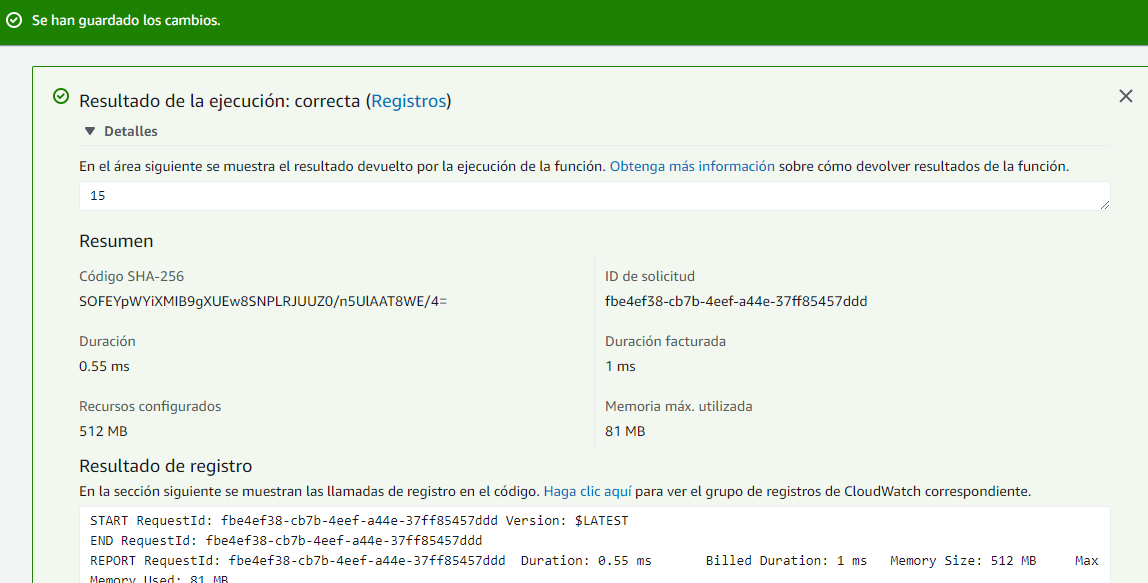 Se han guardado los cambios.
Resultado de la ejecución: correcta (Registros)
Detalles
En el área siguiente se muestra el resultado devuelto por la ejecución de la función. Obtenga más información sobre cómo devolver resultados de la función.
15
Resumen
Código SHA-256
SOFEYpWYiXMIB9gXUEw8SNPLRJUUZ0/n5UlAAT8WE/4=
ID de solicitud
fbe4ef38-cb7b-4eef-a44e-37ff85457ddd
Duración
0.55 ms
Duración facturada
1 ms
Recursos configurados
512 MB
Memoria máx. utilizada
81 MB
Resultado de registro
En la sección siguiente se muestran las llamadas de registro en el código. Haga clic aquí para ver el grupo de registros de CloudWatch correspondiente.
START RequestId: fbe4ef38-cb7b-4eef-a44e-37ff85457ddd Version: $LATEST
END RequestId: fbe4ef38-cb7b-4eef-a44e-37ff85457ddd
REPORT RequestId: fbe4ef38-cb7b-4eef-a44e-37ff85457ddd Duration: 0.55 ms Billed Duration: 1 ms Memory Size: 512 MB Max
Memory Used: 81 MB